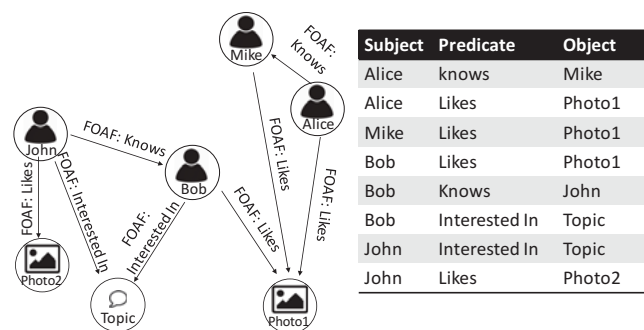 Mike
FOAF: Knows
Alice
John
FOAF: Knows
Bob
FOAF: Likes
FOAF: Interested In
FOAF: Interested In
FOAF: Likes
FOAF: Likes
FOAF: Likes
Photo2
Topic
Photo1
Subject Predicate Object
Alice knows Mike
Alice Likes Photo1
Mike Likes Photo1
Bob Likes Photo1
Bob Knows John
Bob Interested In Topic
John Interested In Topic
John Likes Photo2